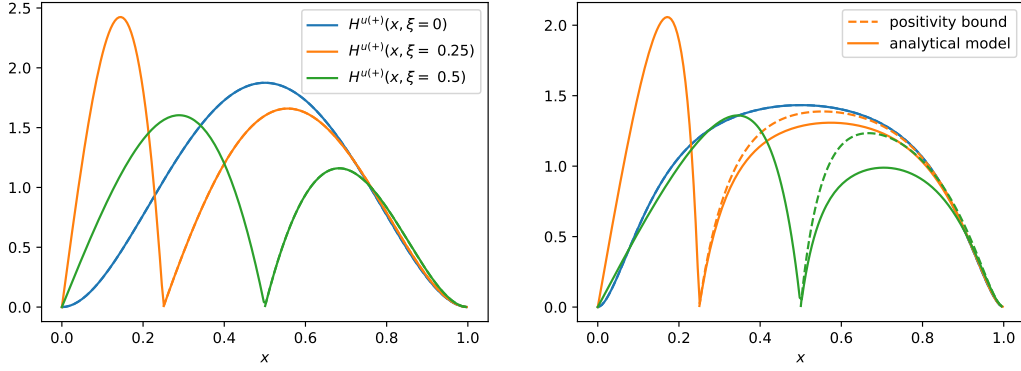 2.5
2.0
1.5
1.0
0.5
0.0
H^{u(+)}(x, ξ= 0)
H^{u(+)}(x, ξ= 0.25)
H^{u(+)}(x, ξ= 0.5)
0.0 0.2 0.4 0.6 0.8 1.0
x
2.0
1.5
1.0
0.5
0.0
positivity bound
analytical model
0.0 0.2 0.4 0.6 0.8 1.0
x